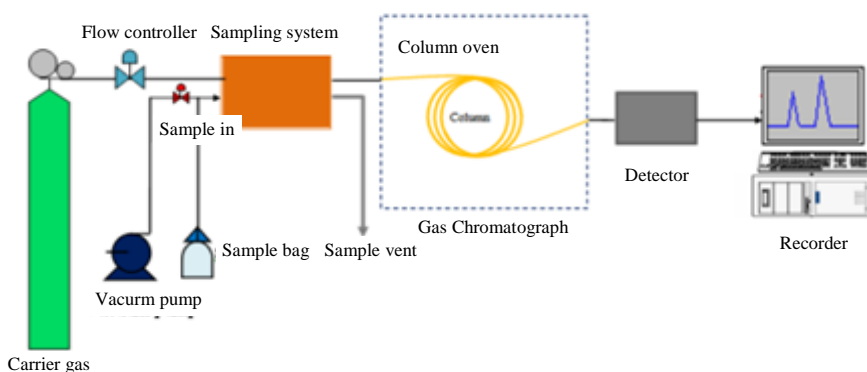 Flow controller
Sampling system
Column oven
Column
Sample in
Detector
Gas Chromatograph
Sample bag
Sample vent
Recorder
Vacurm pump
Carrier gas